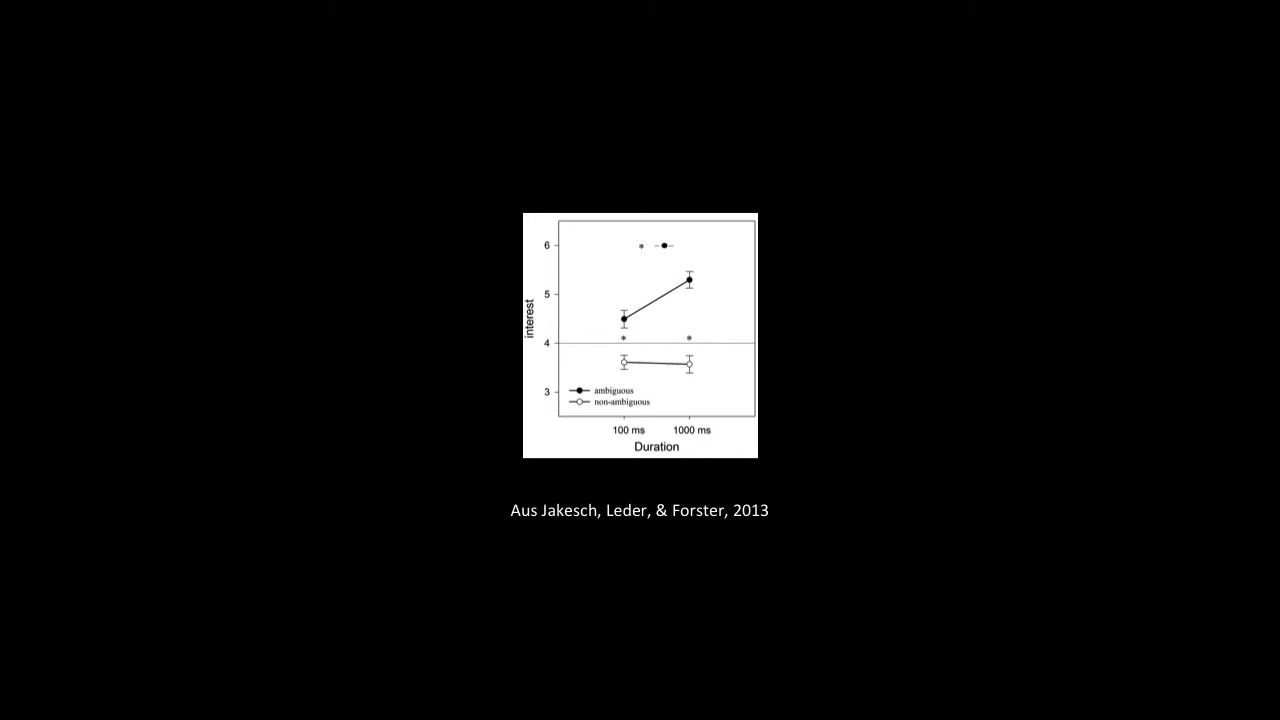 6
*
5
interest
*
*
4
3
ambiguous
non-ambiguous
100 ms 1000 ms
Duration
Aus Jakesch, Leder, & Forster, 2013